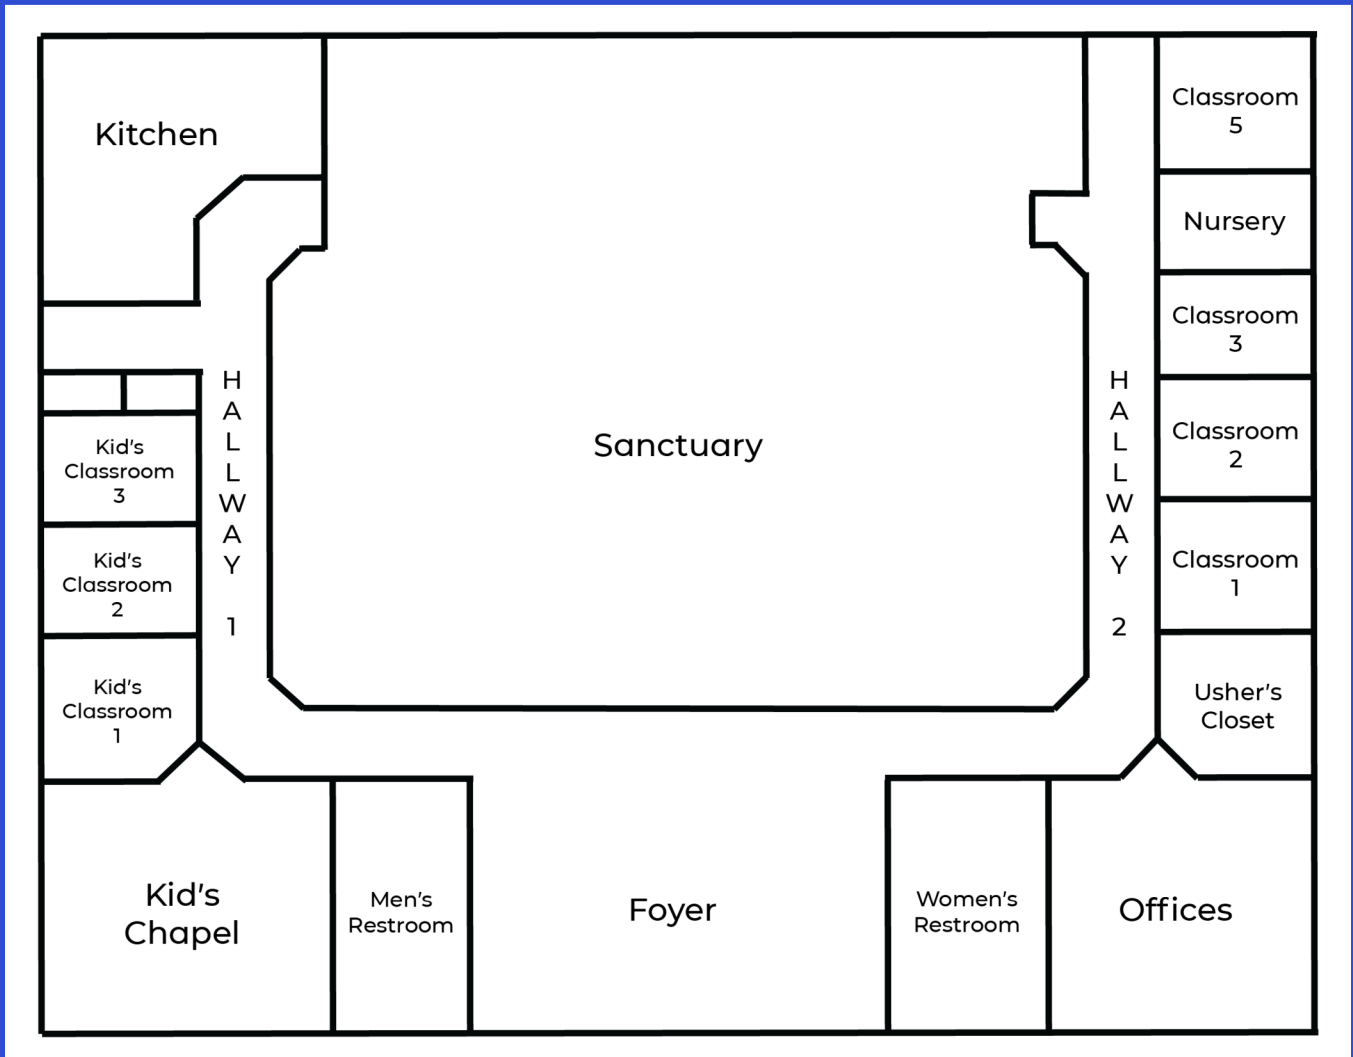 Kitchen
Classroom
5
Nursery
Classroom
3
Classroom
2
Classroom
1
Usher's
Closet
H
A
L
L
W
A
Y
1
Sanctuary
H
A
L
L
W
A
Y
2
Kid's
Classroom
3
Kid's
Classroom
2
Kid's
Classroom
1
Kid's
Chapel
Men's
Restroom
Foyer
Women's
Restroom
Offices